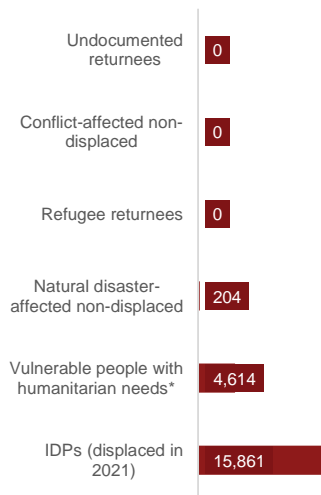 Undocumented
returnees
0
Conflict-affected non-
displaced
0
Refugee returnees
0
Natural disaster-
affected non-displaced
204
Vulnerable people with
humanitarian needs*
4,614
IDPs (displaced in
2021)
15,861